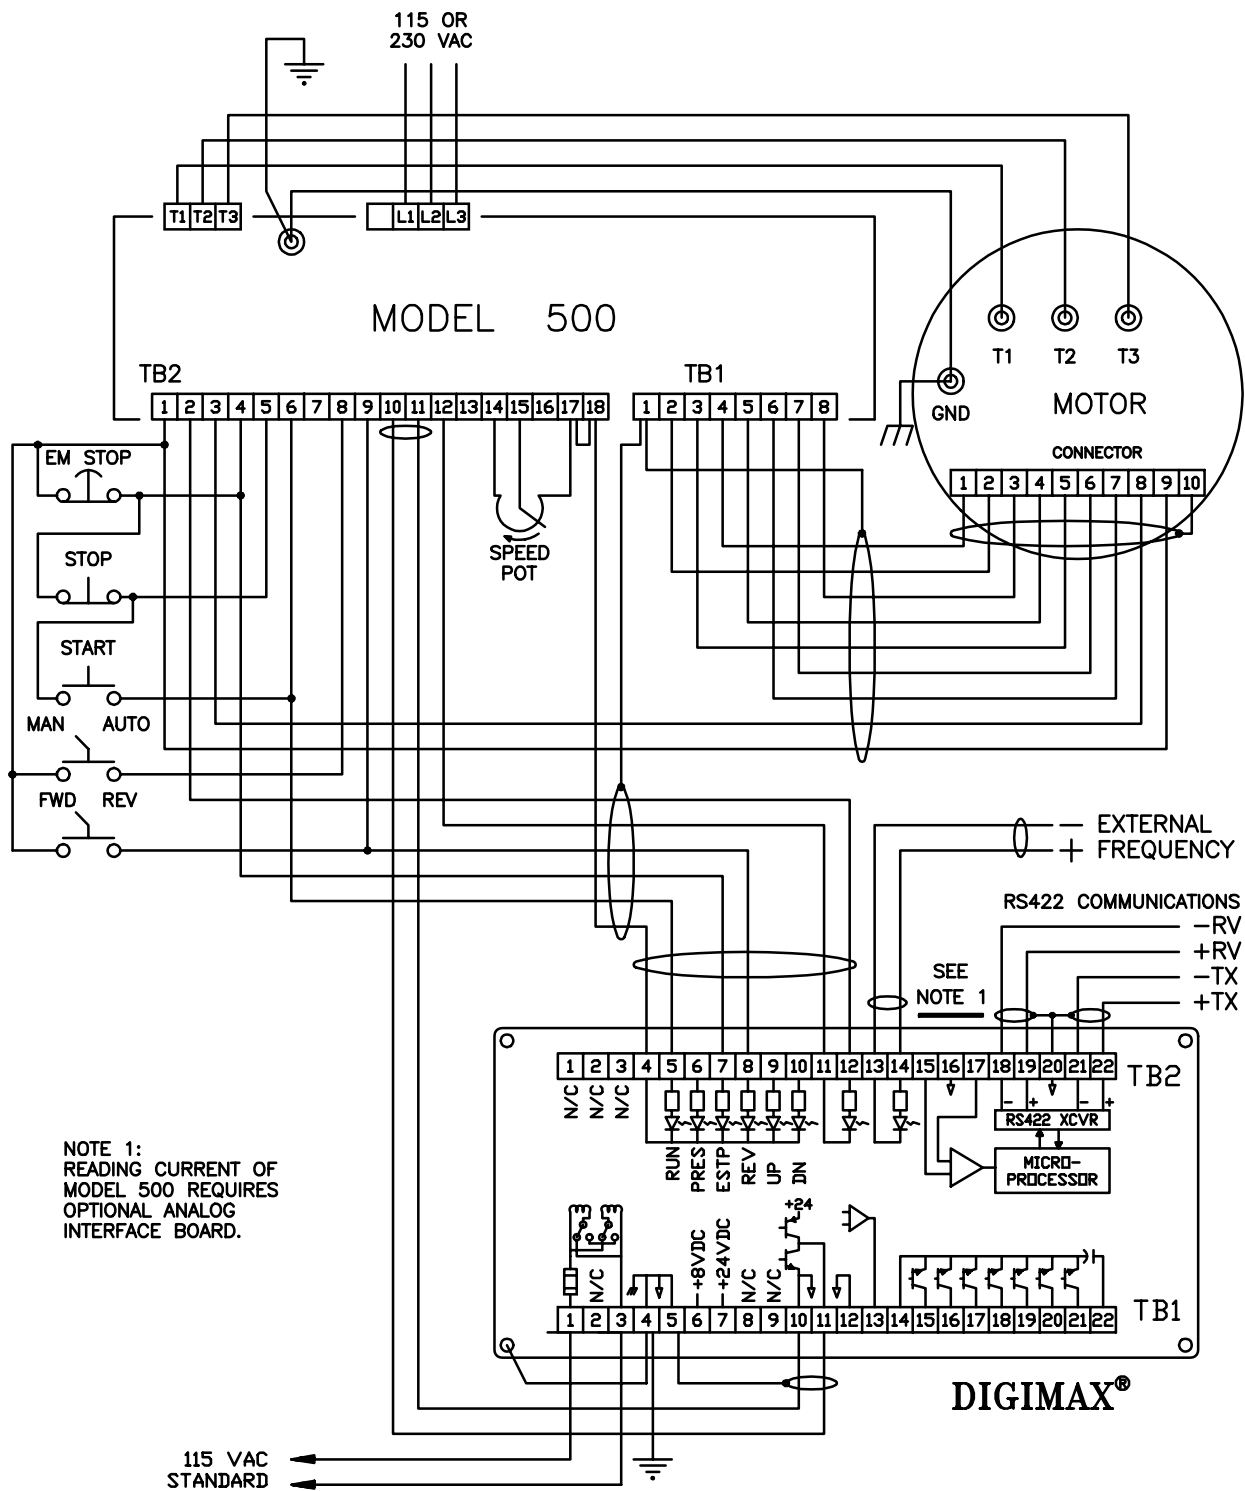 115 OR
230 VAC
T1 T2 T3
L1 L2 L3
MODEL 500
T1 T2 T3
MOTOR
GND
CONNECTOR
1 2 3 4 5 6 7 8 9 10
TB2
1 2 3 4 5 6 7 8 9 10 11 12 13 14 15 16 17 18
TB1
1 2 3 4 5 6 7 8
EM STOP
STOP
START
MAN AUTO
FWD REV
SPEED
POT
− EXTERNAL
+ FREQUENCY
RS422 COMMUNICATIONS
−RV
+RV
−TX
+TX
SEE
NOTE 1
1 2 3 4 5 6 7 8 9 10 11 12 13 14 15 16 17 18 19 20 21 22
TB2
N/C N/C N/C
RUN PRES ESTP REV UP DN
− + − +
RS422 XCVR
MICRO-
PROCESSOR
NOTE 1:
READING CURRENT OF
MODEL 500 REQUIRES
OPTIONAL ANALOG
INTERFACE BOARD.
+24
N/C +8VDC +24VDC N/C N/C
1 2 3 4 5 6 7 8 9 10 11 12 13 14 15 16 17 18 19 20 21 22
TB1
DIGIMAX®
115 VAC
STANDARD